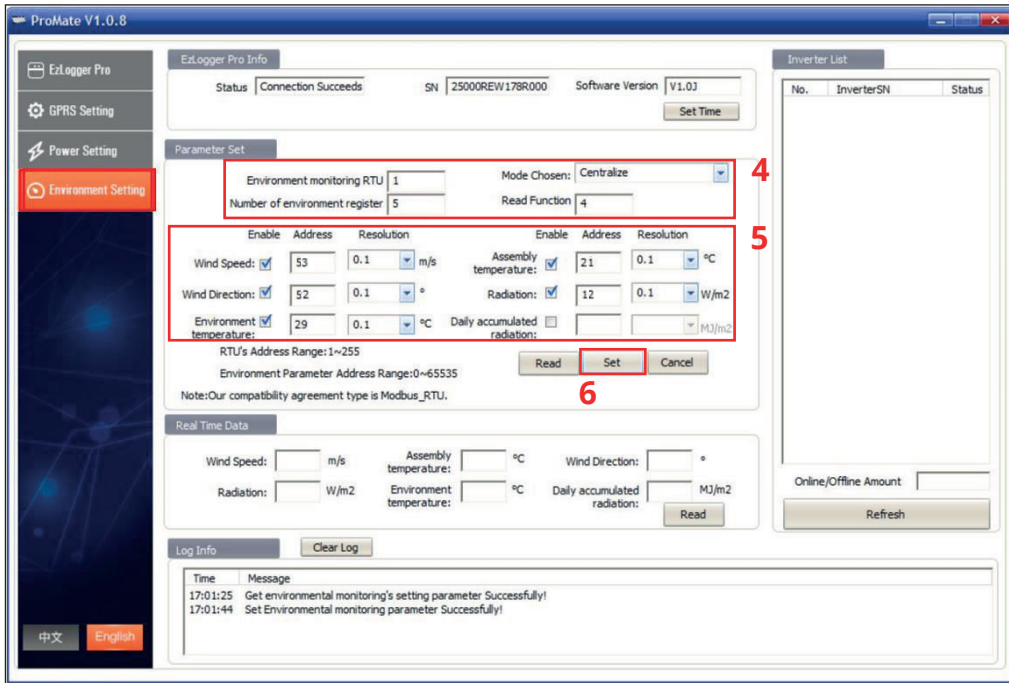 ProMate V1.0.8
EzLogger Pro
GPRS Setting
Power Setting
Environment Setting
中文 English
EzLogger Pro Info
Status Connection Succeeds SN 25000REW178R000 Software Version V1.0J
Set Time
Parameter Set
Environment monitoring RTU 1 Mode Chosen: Centralize 4
Number of environment register 5 Read Function 4
5
Enable Address Resolution Enable Address Resolution
Wind Speed: 53 0.1 m/s Assembly temperature: 21 0.1 °C
Wind Direction: 52 0.1 ° Radiation: 12 0.1 W/m2
Environment temperature: 29 0.1 °C Daily accumulated radiation: MJ/m2
RTU's Address Range:1~255
Environment Parameter Address Range:0~65535
Read Set Cancel
6
Note:Our compatibility agreement type is Modbus_RTU.
Real Time Data
Wind Speed: m/s Assembly temperature: °C Wind Direction: °
Radiation: W/m2 Environment temperature: °C Daily accumulated radiation: MJ/m2
Read
Log Info Clear Log
Time Message
17:01:25 Get environmental monitoring's setting parameter Successfully!
17:01:44 Set Environmental monitoring parameter Successfully!
Inverter List
No. InverterSN Status
Online/Offline Amount
Refresh